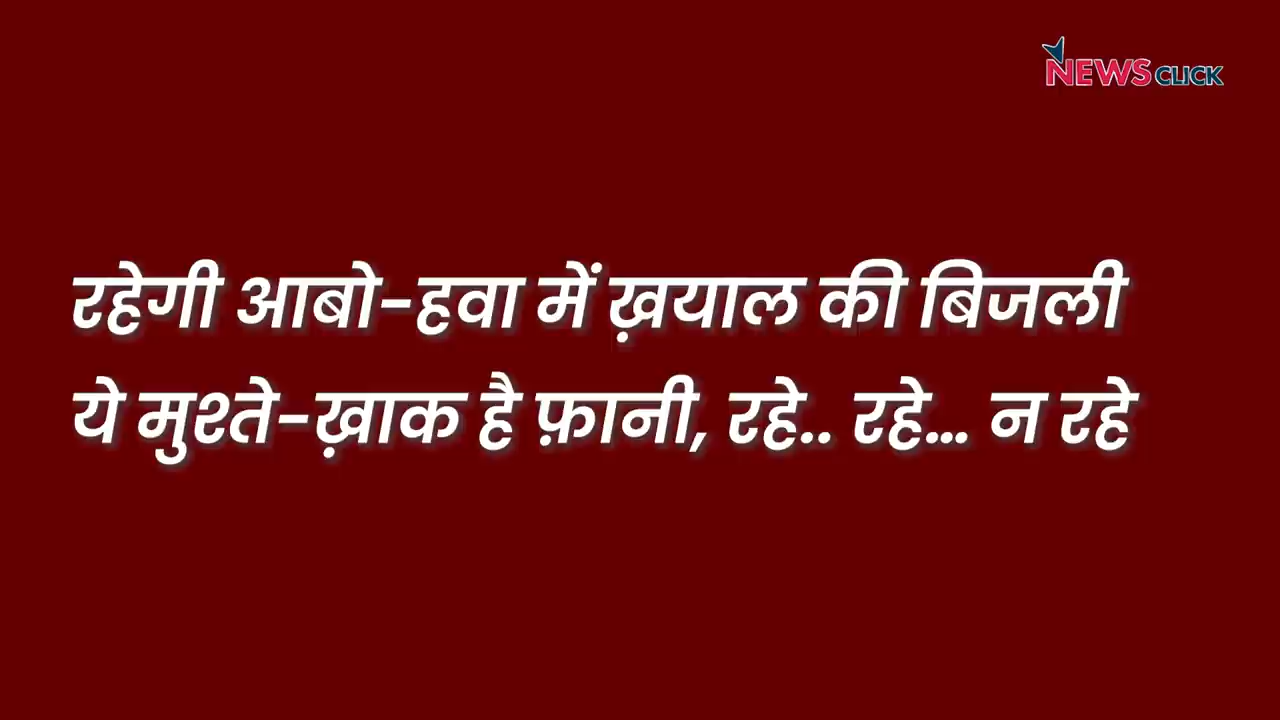 NEWSCLICK
रहेगी आबो-हवा में ख़याल की बिजली
ये मुश्ते-ख़ाक है फ़ानी, रहे.. रहे... न रहे